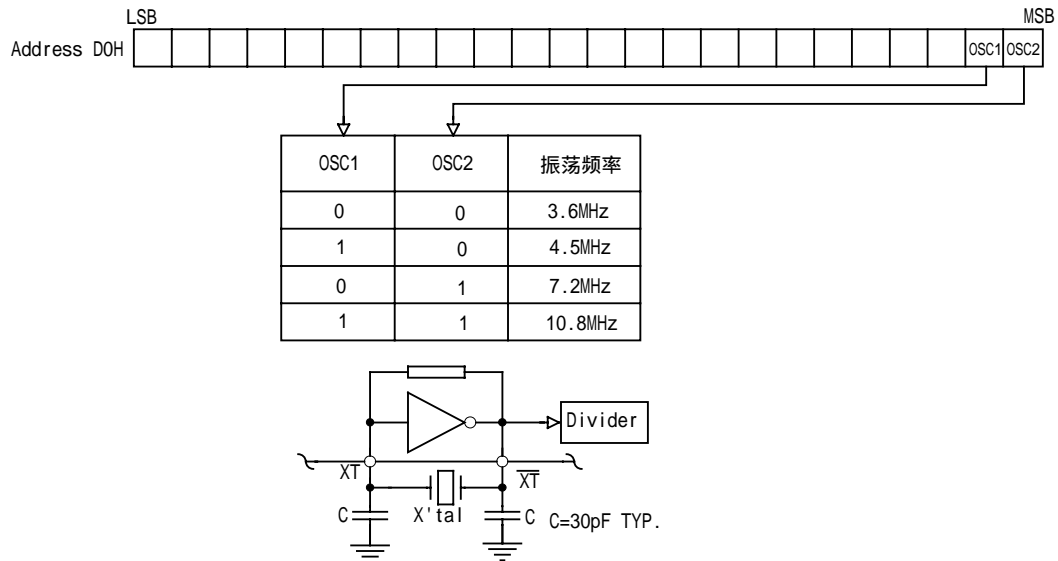 LSB MSB
Address DOH OSC1 OSC2
OSC1 OSC2 振荡频率
0 0 3.6MHz
1 0 4.5MHz
0 1 7.2MHz
1 1 10.8MHz
Divider
XT XT
C X'tal C C=30pF TYP.